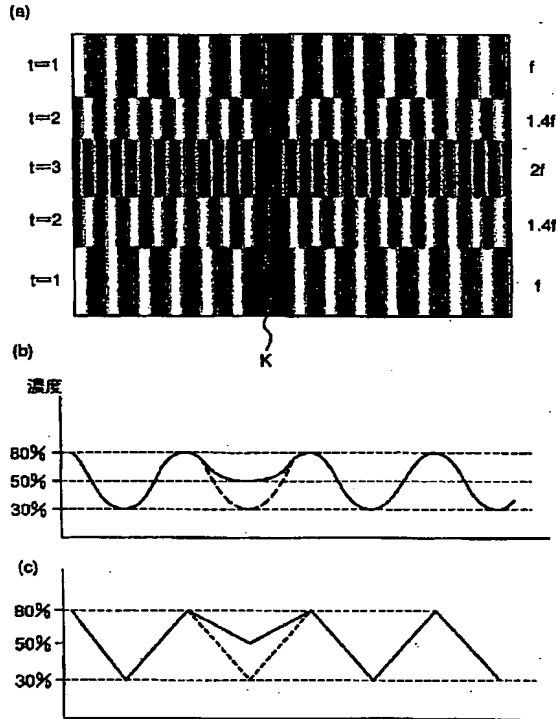 (a)
t=1 f
t=2 1.4f
t=3 2f
t=2 1.4f
t=1 f
K
(b)
濃度
80%
50%
30%
(c)
80%
50%
30%